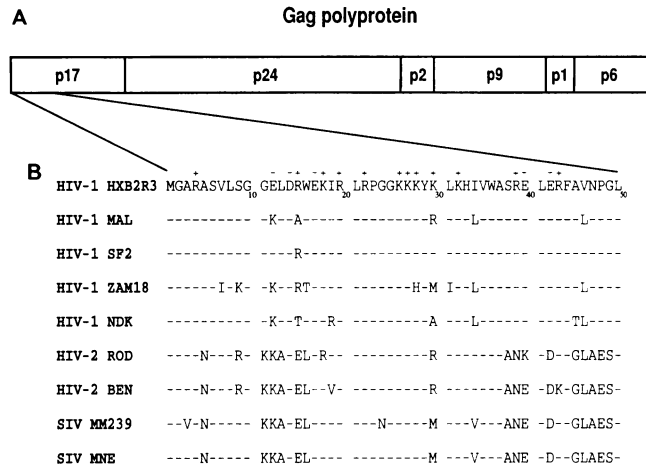 A
Gag polyprotein
p17 p24 p2 p9 p1 p6
B
+ - -+ -+ + + +++ + + +- -+
HIV-1 HXB2R3 MGARASVLSG GELDRWEKIR LRPGGKKKYK LKHIVWASRE LERFAVNPGL
10 20 30 40 50
HIV-1 MAL ---------- -K--A----- ---------R ---L------ -----L----
HIV-1 SF2 ---------- ----R----- ---------- ---------- ----------
HIV-1 ZAM18 ------I-K- -K--RT---- -------H-M I--L------ -----L----
HIV-1 NDK ---------- -K--T---R- ---------A ---L------ ----TL----
HIV-2 ROD ----N---R- KKA-EL-R-- ---------R -------ANK -D--GLAES-
HIV-2 BEN ----N---R- KKA-EL--V- ---------R -------ANE -DK-GLAES-
SIV MM239 --V-N----- KKA-EL---- ---N-----M ---V---ANE -D--GLAES-
SIV MNE ----N----- KKA-EL---- ---------M ---V---ANE -D--GLAES-